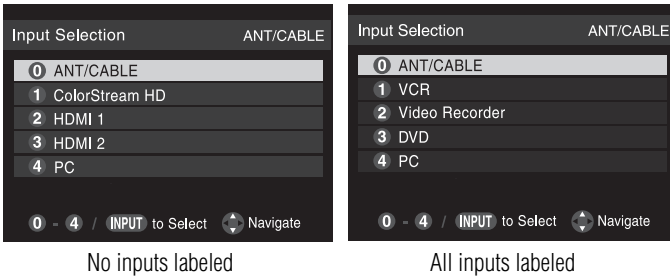 Input Selection ANT/CABLE
0 ANT/CABLE
1 ColorStream HD
2 HDMI 1
3 HDMI 2
4 PC
0 - 4 / INPUT to Select Navigate
No inputs labeled
Input Selection ANT/CABLE
0 ANT/CABLE
1 VCR
2 Video Recorder
3 DVD
4 PC
0 - 4 / INPUT to Select Navigate
All inputs labeled